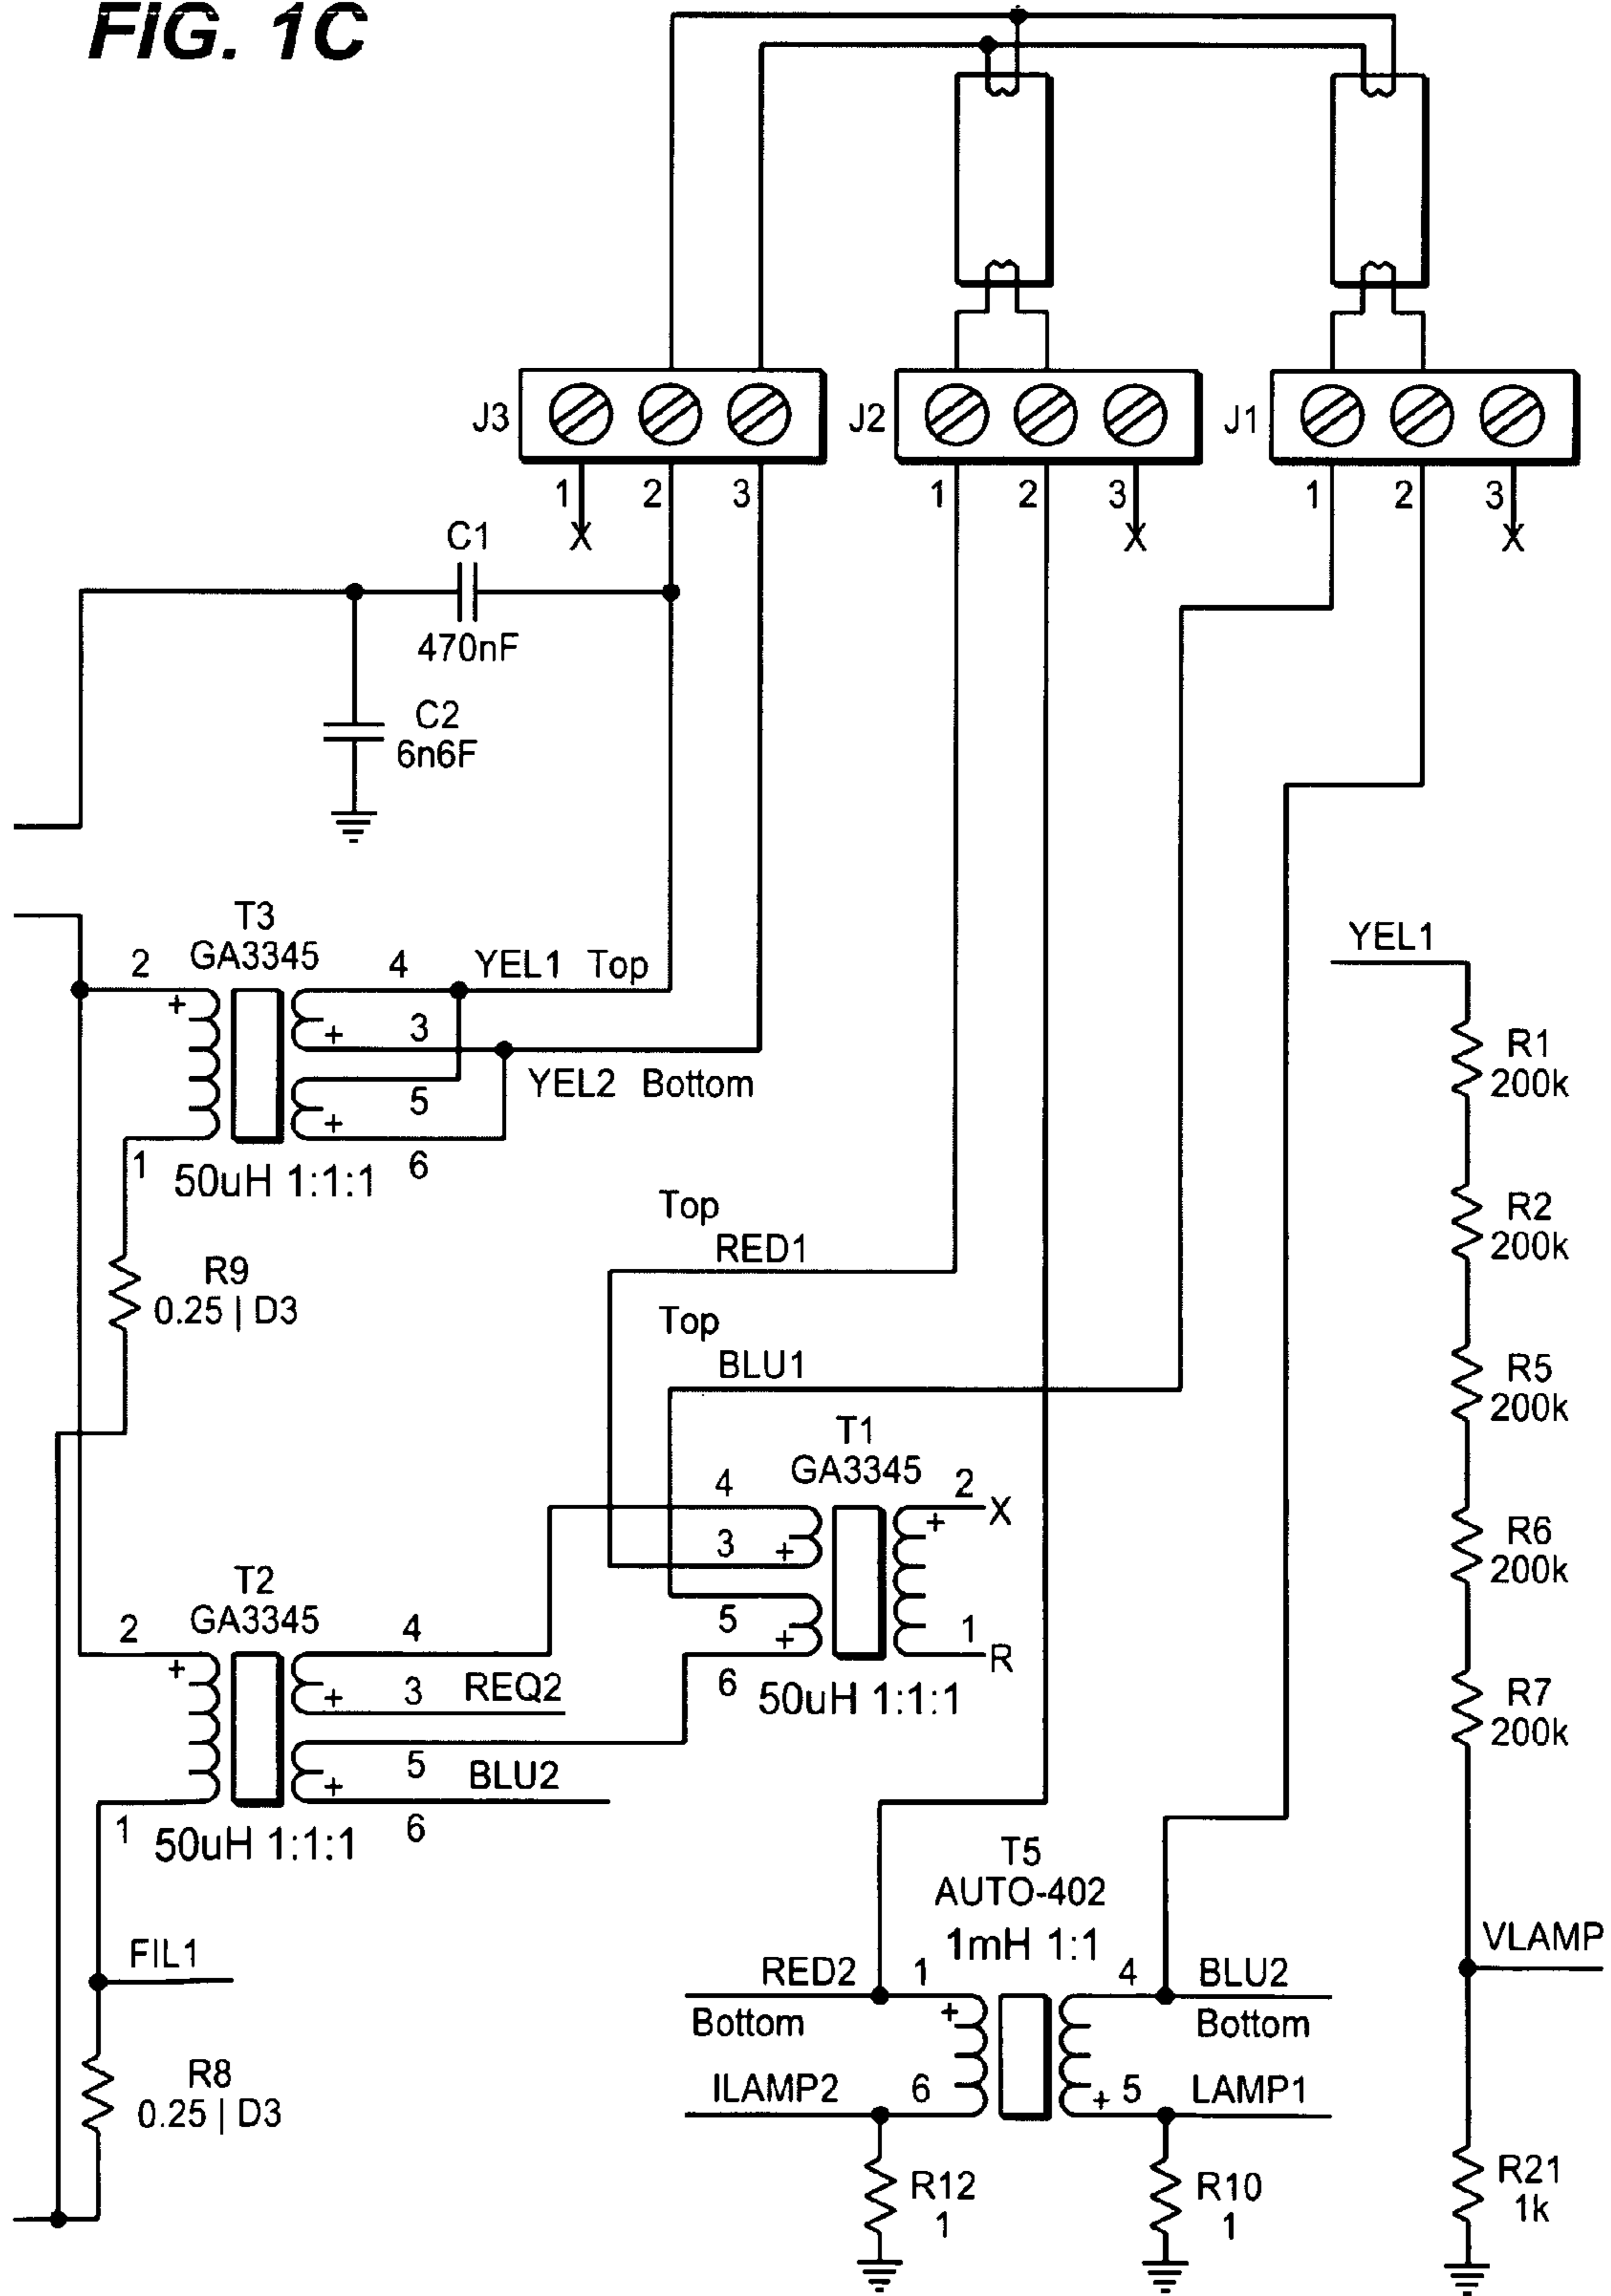 FIG. 1C
J3
J2
J1
1 2 3
1 2 3
1 2 3
X
X
X
C1
470nF
C2
6n6F
T3
GA3345
2
+
4 YEL1 Top
3
+
YEL2 Bottom
5
+
1
6
50uH 1:1:1
YEL1
R1
200k
R2
200k
R5
200k
R6
200k
R7
200k
Top
RED1
R9
0.25 | D3
Top
BLU1
T1
GA3345
4
3
+
5
+
6
2
X
+
1
R
50uH 1:1:1
T2
GA3345
2
+
4
3 REQ2
+
5 BLU2
+
1
6
50uH 1:1:1
FIL1
R8
0.25 | D3
T5
AUTO-402
1mH 1:1
RED2 1
Bottom
+
4 BLU2
Bottom
ILAMP2 6
+ 5 LAMP1
R12
1
R10
1
VLAMP
R21
1k